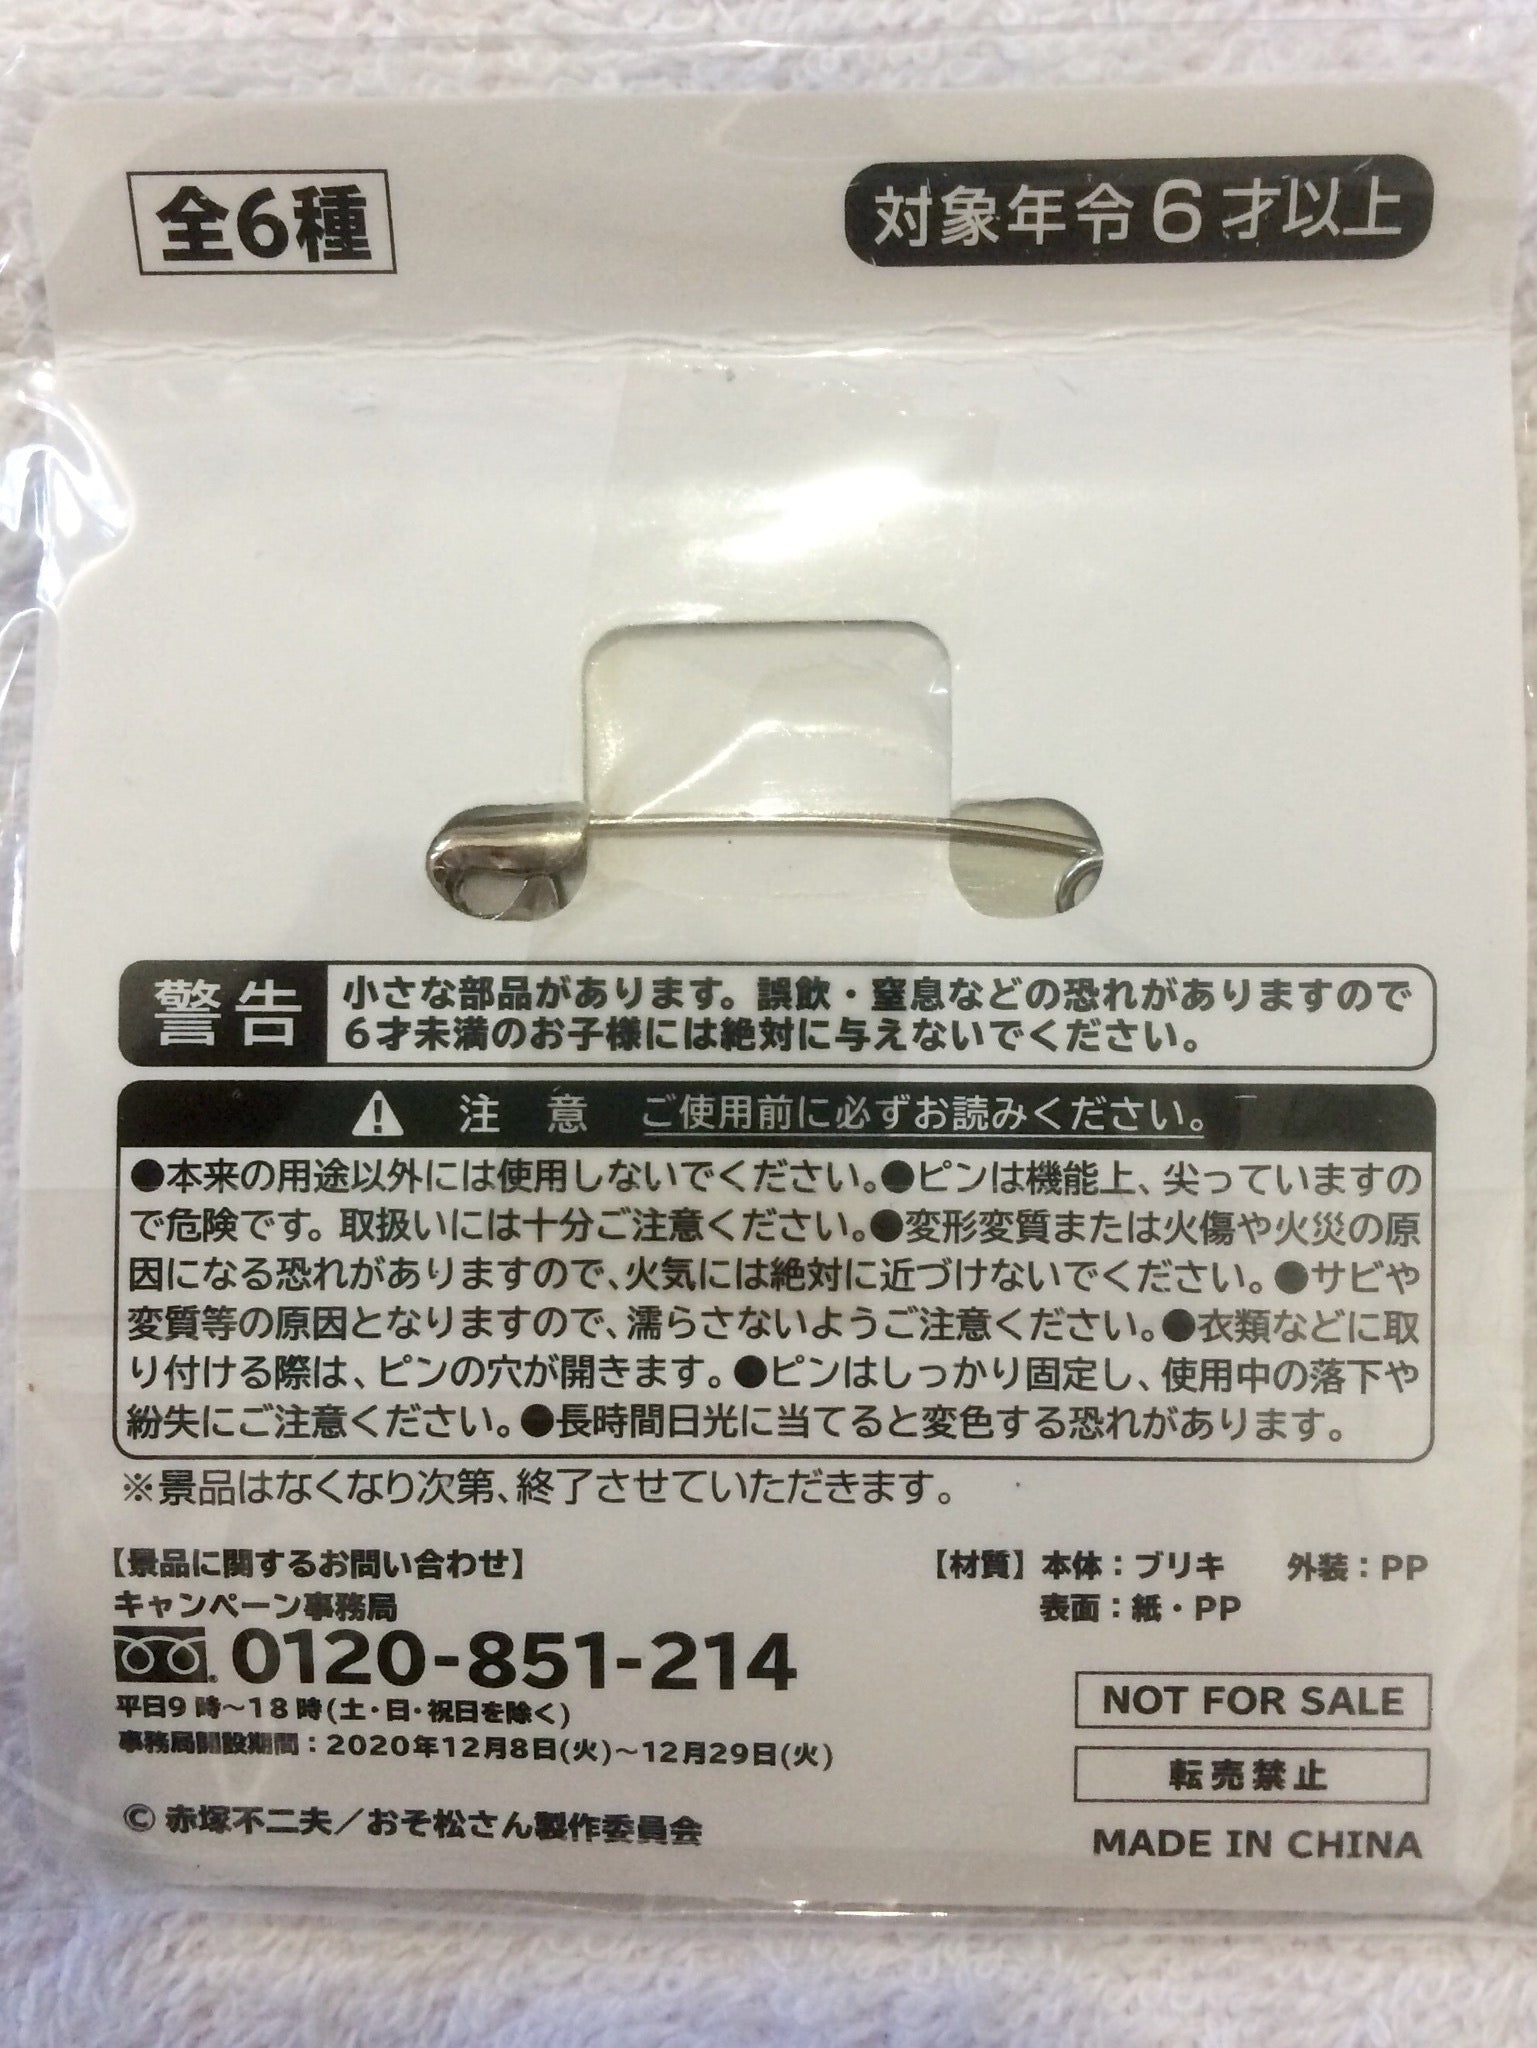 全6種
対象年令6才以上
警告
小さな部品があります。誤飲・窒息などの恐れがありますので
6才未満のお子様には絶対に与えないでください。
注 意 ご使用前に必ずお読みください。
●本来の用途以外には使用しないでください。●ピンは機能上、尖っていますの
で危険です。取扱いには十分ご注意ください。●変形変質または火傷や火災の原
因になる恐れがありますので、火気には絶対に近づけないでください。●サビや
変質等の原因となりますので、濡らさないようご注意ください。●衣類などに取
り付ける際は、ピンの穴が開きます。●ピンはしっかり固定し、使用中の落下や
紛失にご注意ください。●長時間日光に当てると変色する恐れがあります。
※景品はなくなり次第、終了させていただきます。
【景品に関するお問い合わせ】
キャンペーン事務局
0120-851-214
平日9時~18時(土・日・祝日を除く)
事務局開設期間：2020年12月8日(火)~12月29日(火)
© 赤塚不二夫／おそ松さん製作委員会
【材質】本体：ブリキ 外装：PP
表面：紙・PP
NOT FOR SALE
転売禁止
MADE IN CHINA